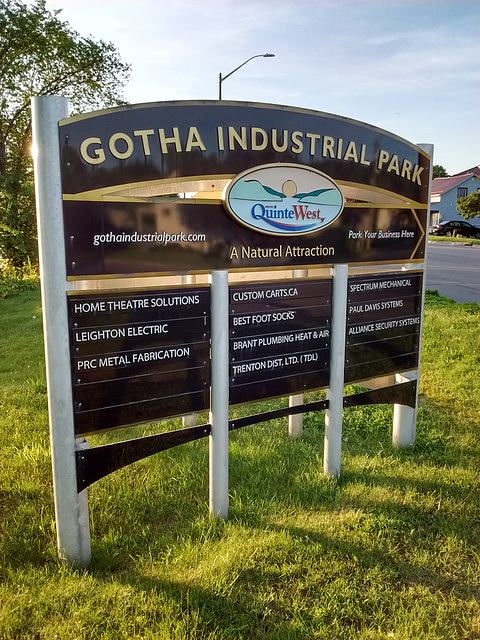 GOTHA INDUSTRIAL PARK
QuinteWest
gothaindustrialpark.com
Park Your Business Here
A Natural Attraction
HOME THEATRE SOLUTIONS
LEIGHTON ELECTRIC
PRC METAL FABRICATION
CUSTOM CARTS.CA
BEST FOOT SOCKS
BRANT PLUMBING HEAT & AIR
TRENTON DIST. LTD. (TDL)
SPECTRUM MECHANICAL
PAUL DAVIS SYSTEMS
ALLIANCE SECURITY SYSTEMS